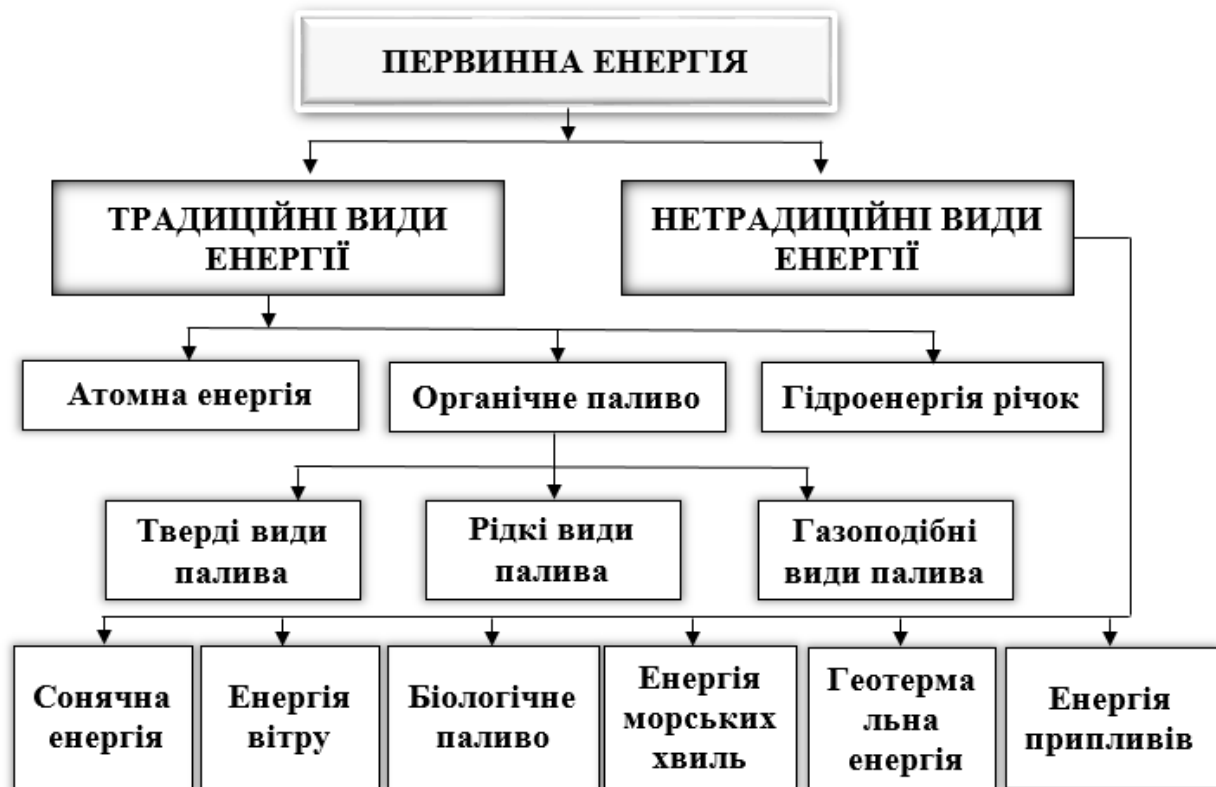 ПЕРВИННА ЕНЕРГІЯ
ТРАДИЦІЙНІ ВИДИ
ЕНЕРГІЇ
НЕТРАДИЦІЙНІ ВИДИ
ЕНЕРГІЇ
Атомна енергія
Органічне паливо
Гідроенергія річок
Тверді види
палива
Рідкі види
палива
Газоподібні
види палива
Сонячна
енергія
Енергія
вітру
Біологічне
паливо
Енергія
морських
хвиль
Геотерма
льна
енергія
Енергія
припливів